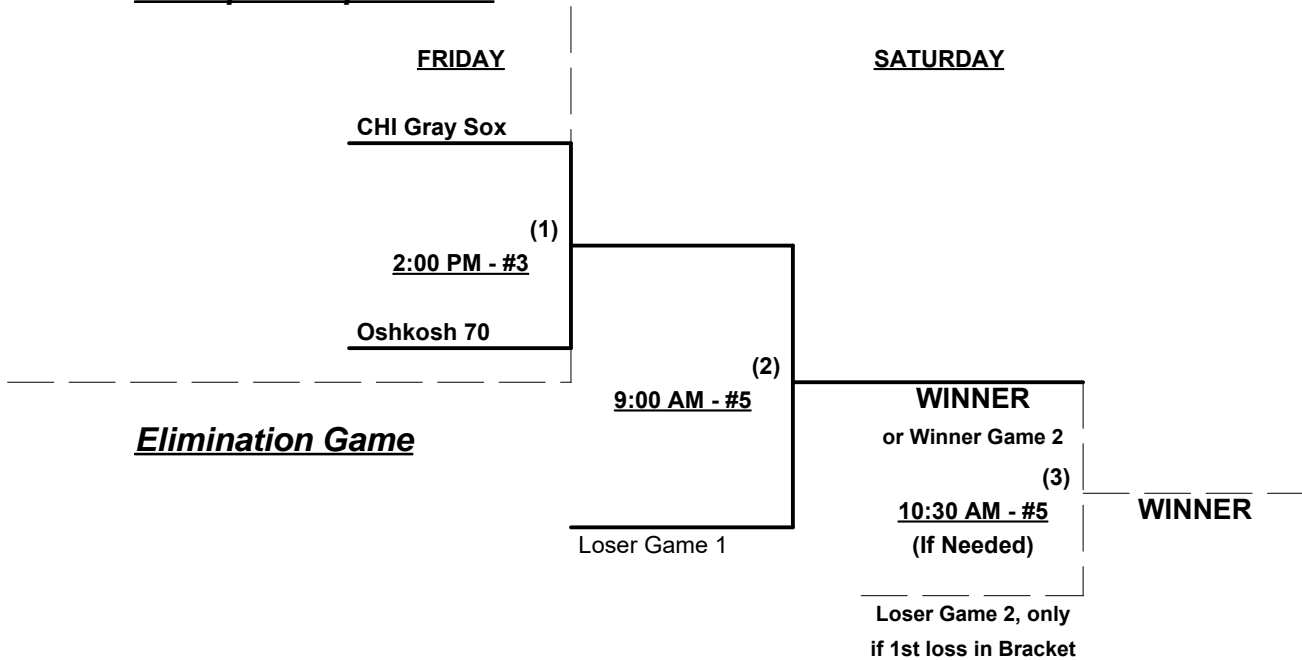 FRIDAY
SATURDAY
CHI Gray Sox
(1)
2:00 PM - #3
Oshkosh 70
(2)
9:00 AM - #5
WINNER
or Winner Game 2
Elimination Game
(3)
10:30 AM - #5
WINNER
(If Needed)
Loser Game 1
Loser Game 2, only
if 1st loss in Bracket